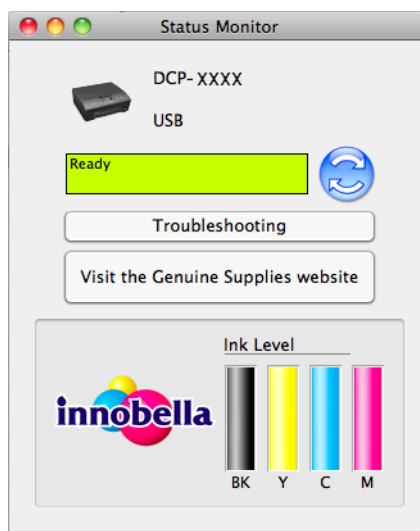 Status Monitor
DCP-XXXX
USB
Ready
Troubleshooting
Visit the Genuine Supplies website
Ink Level
innobella
BK Y C M